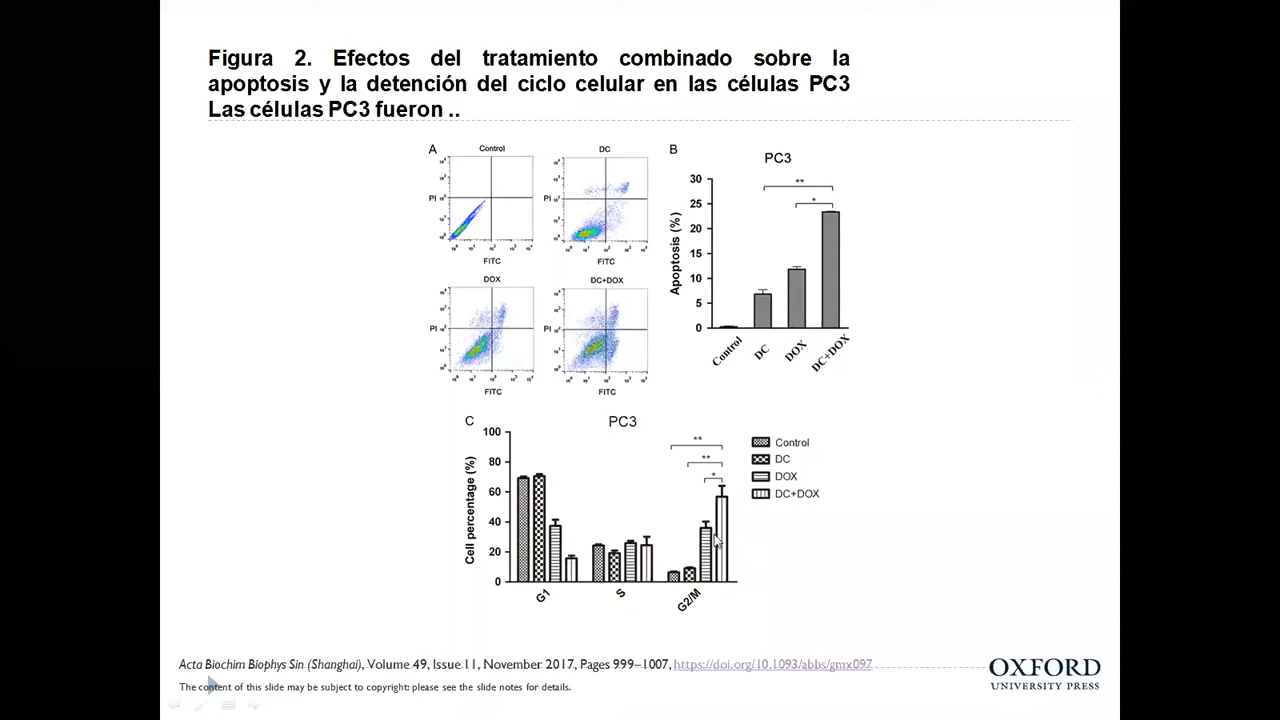 Figura 2. Efectos del tratamiento combinado sobre la
apoptosis y la detención del ciclo celular en las células PC3
Las células PC3 fueron ..
A
Control
PI
FITC
DC
PI
FITC
DOX
PI
FITC
DC+DOX
PI
FITC
B
PC3
Apoptosis (%)
30
25
20
15
10
5
0
**
*
Control
DC
DOX
DC+DOX
C
PC3
Cell percentage (%)
100
80
60
40
20
0
**
**
*
G1
S
G2/M
Control
DC
DOX
DC+DOX
Acta Biochim Biophys Sin (Shanghai), Volume 49, Issue 11, November 2017, Pages 999–1007, https://doi.org/10.1093/abbs/gmx097
The content of this slide may be subject to copyright: please see the slide notes for details.
OXFORD
UNIVERSITY PRESS